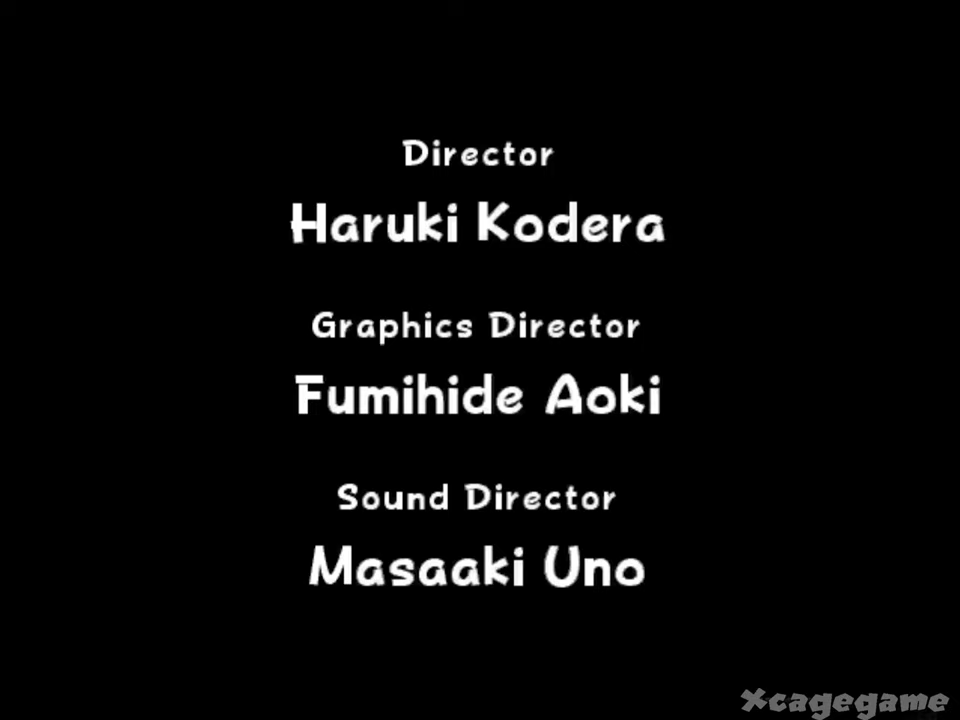 Director
Haruki Kodera
Graphics Director
Fumihide Aoki
Sound Director
Masaaki Uno
Xcagegame